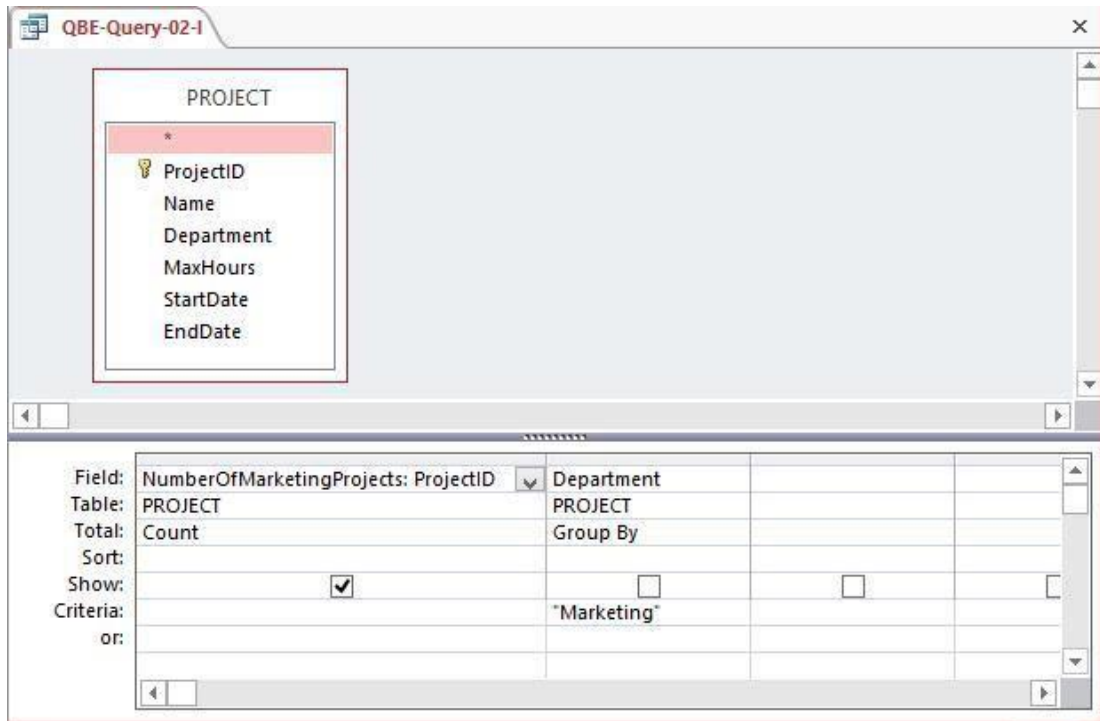 QBE-Query-02-I
PROJECT
*
ProjectID
Name
Department
MaxHours
StartDate
EndDate
Field: NumberOfMarketingProjects: ProjectID Department
Table: PROJECT PROJECT
Total: Count Group By
Sort:
Show:
Criteria: "Marketing"
or: